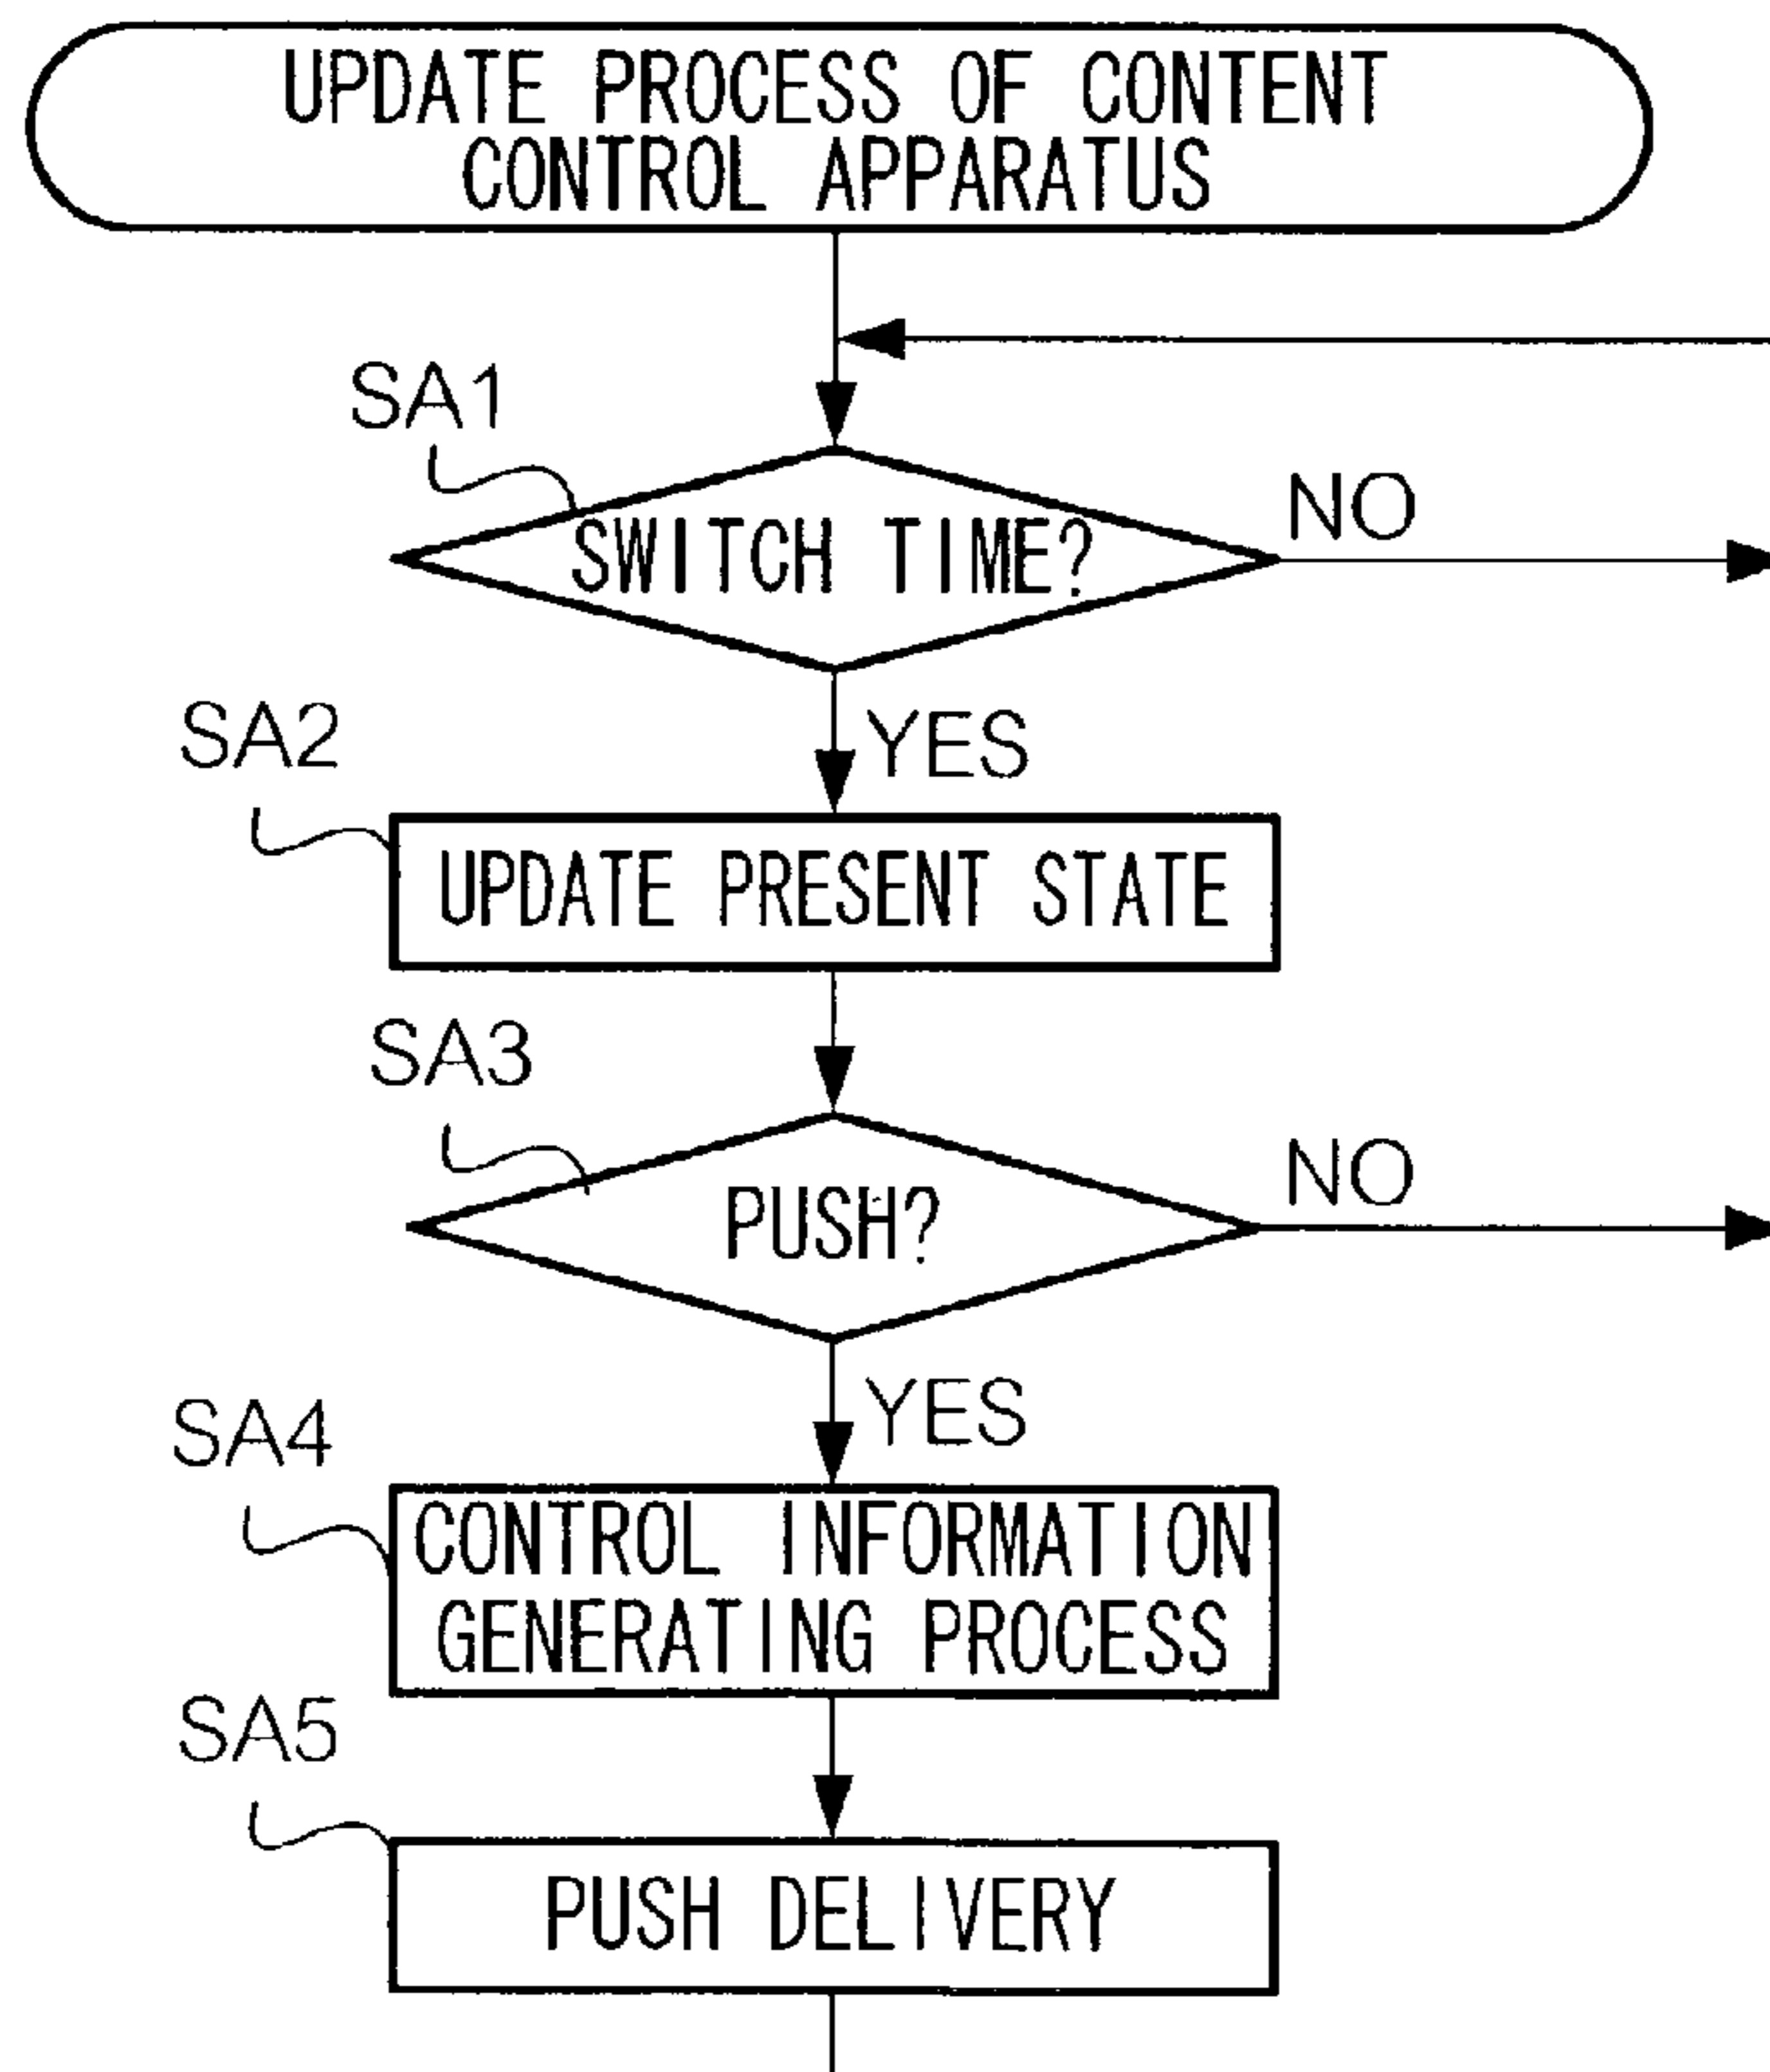 UPDATE PROCESS OF CONTENT
CONTROL APPARATUS
SA1
SWITCH TIME?
NO
YES
SA2
UPDATE PRESENT STATE
SA3
PUSH?
NO
YES
SA4
CONTROL INFORMATION
GENERATING PROCESS
SA5
PUSH DELIVERY